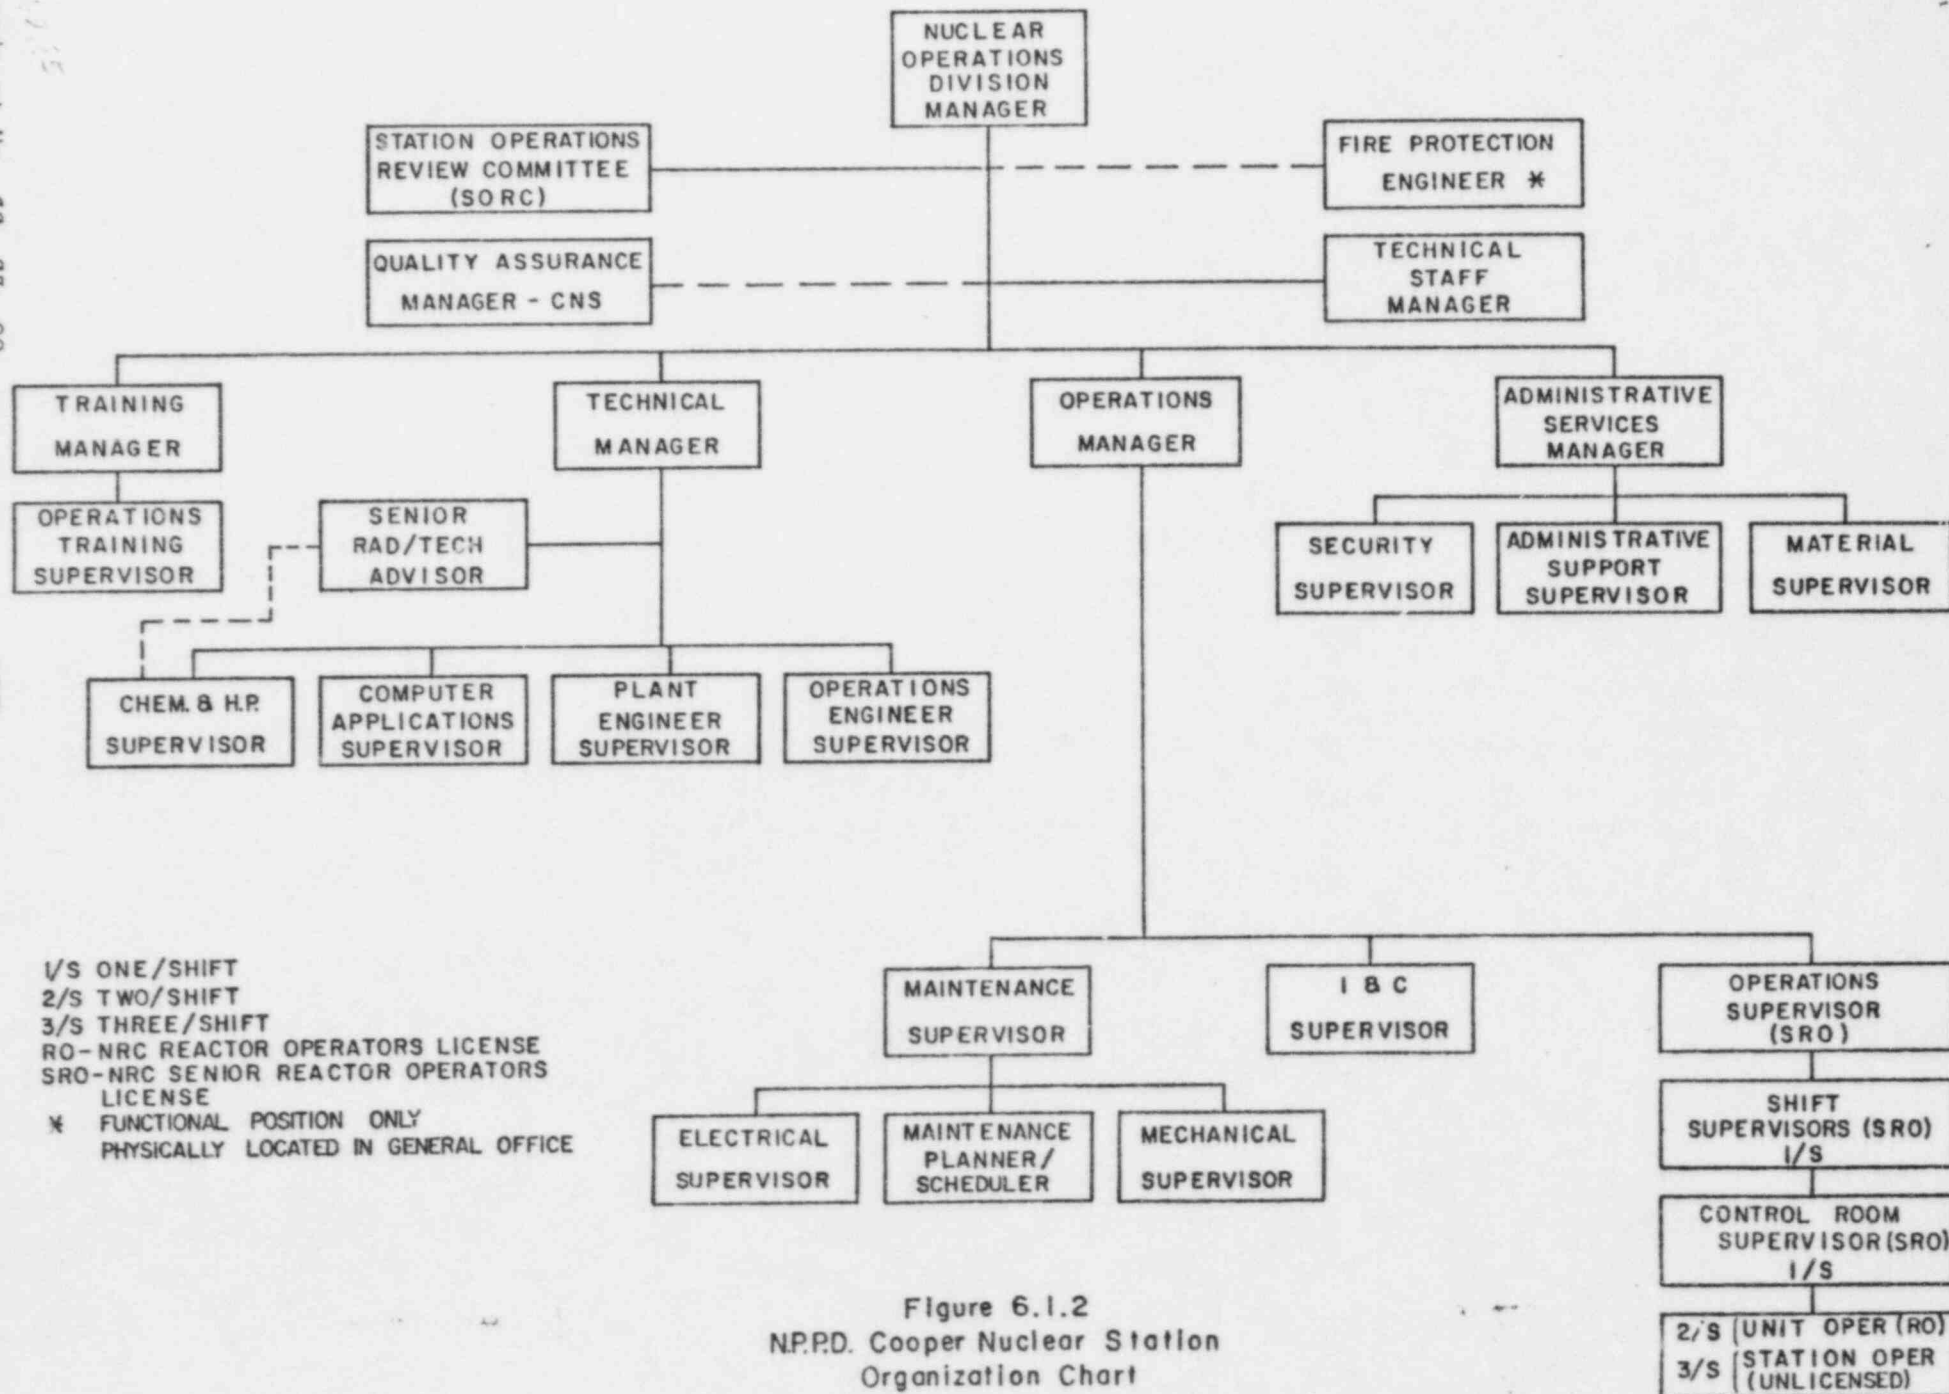 NUCLEAR
OPERATIONS
DIVISION
MANAGER
STATION OPERATIONS
REVIEW COMMITTEE
(SORC)
FIRE PROTECTION
ENGINEER *
QUALITY ASSURANCE
MANAGER - CNS
TECHNICAL
STAFF
MANAGER
TRAINING
MANAGER
TECHNICAL
MANAGER
OPERATIONS
MANAGER
ADMINISTRATIVE
SERVICES
MANAGER
OPERATIONS
TRAINING
SUPERVISOR
SENIOR
RAD/TECH
ADVISOR
SECURITY
SUPERVISOR
ADMINISTRATIVE
SUPPORT
SUPERVISOR
MATERIAL
SUPERVISOR
CHEM. & H.P.
SUPERVISOR
COMPUTER
APPLICATIONS
SUPERVISOR
PLANT
ENGINEER
SUPERVISOR
OPERATIONS
ENGINEER
SUPERVISOR
1/S ONE/SHIFT
2/S TWO/SHIFT
3/S THREE/SHIFT
RO-NRC REACTOR OPERATORS LICENSE
SRO-NRC SENIOR REACTOR OPERATORS
LICENSE
* FUNCTIONAL POSITION ONLY
PHYSICALLY LOCATED IN GENERAL OFFICE
MAINTENANCE
SUPERVISOR
I & C
SUPERVISOR
OPERATIONS
SUPERVISOR
(SRO)
ELECTRICAL
SUPERVISOR
MAINTENANCE
PLANNER/
SCHEDULER
MECHANICAL
SUPERVISOR
SHIFT
SUPERVISORS (SRO)
1/S
CONTROL ROOM
SUPERVISOR (SRO)
1/S
2/S UNIT OPER (RO)
3/S STATION OPER
(UNLICENSED)
Figure 6.1.2
N.P.P.D. Cooper Nuclear Station
Organization Chart